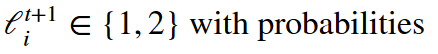 ℓ_i^{t+1} ∈ {1, 2} with probabilities